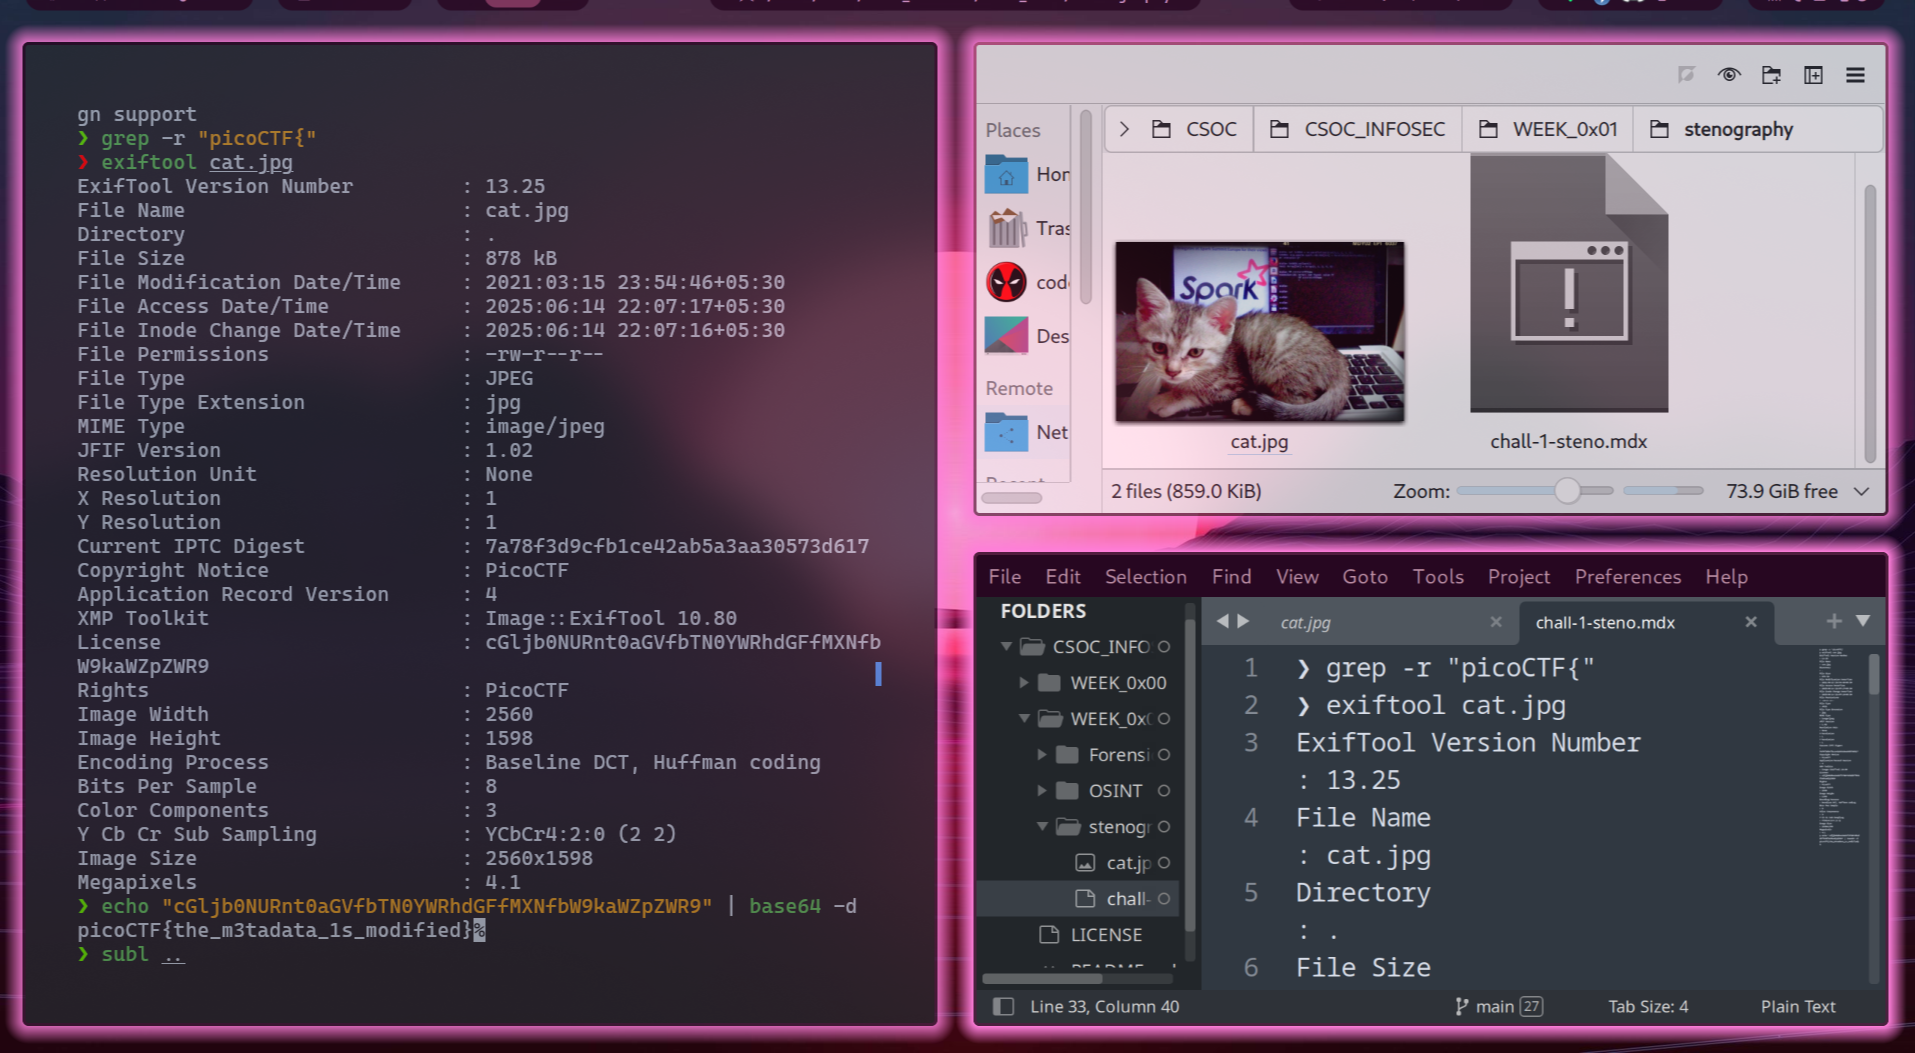 gn support
❯ grep -r "picoCTF{"
❯ exiftool cat.jpg
ExifTool Version Number : 13.25
File Name : cat.jpg
Directory : .
File Size : 878 kB
File Modification Date/Time : 2021:03:15 23:54:46+05:30
File Access Date/Time : 2025:06:14 22:07:17+05:30
File Inode Change Date/Time : 2025:06:14 22:07:16+05:30
File Permissions : -rw-r--r--
File Type : JPEG
File Type Extension : jpg
MIME Type : image/jpeg
JFIF Version : 1.02
Resolution Unit : None
X Resolution : 1
Y Resolution : 1
Current IPTC Digest : 7a78f3d9cfb1ce42ab5a3aa30573d617
Copyright Notice : PicoCTF
Application Record Version : 4
XMP Toolkit : Image::ExifTool 10.80
License : cGljb0NURnt0aGVfbTN0YWRhdGFfMXNfb
W9kaWZpZWR9
Rights : PicoCTF
Image Width : 2560
Image Height : 1598
Encoding Process : Baseline DCT, Huffman coding
Bits Per Sample : 8
Color Components : 3
Y Cb Cr Sub Sampling : YCbCr4:2:0 (2 2)
Image Size : 2560x1598
Megapixels : 4.1
❯ echo "cGljb0NURnt0aGVfbTN0YWRhdGFfMXNfbW9kaWZpZWR9" | base64 -d
picoCTF{the_m3tadata_1s_modified}%
❯ subl ..
Places
Hom
Tras
code
Des
Remote
Net
CSOC
CSOC_INFOSEC
WEEK_0x01
stenography
Spark
cat.jpg
chall-1-steno.mdx
2 files (859.0 KiB)
Zoom:
73.9 GiB free
File Edit Selection Find View Goto Tools Project Preferences Help
FOLDERS
CSOC_INFO
WEEK_0x00
WEEK_0x0
Forensi
OSINT
stenogr
cat.jp
chall-
LICENSE
cat.jpg
chall-1-steno.mdx
1 ❯ grep -r "picoCTF{"
2 ❯ exiftool cat.jpg
3 ExifTool Version Number
: 13.25
4 File Name
: cat.jpg
5 Directory
: .
6 File Size
Line 33, Column 40
main 27
Tab Size: 4
Plain Text